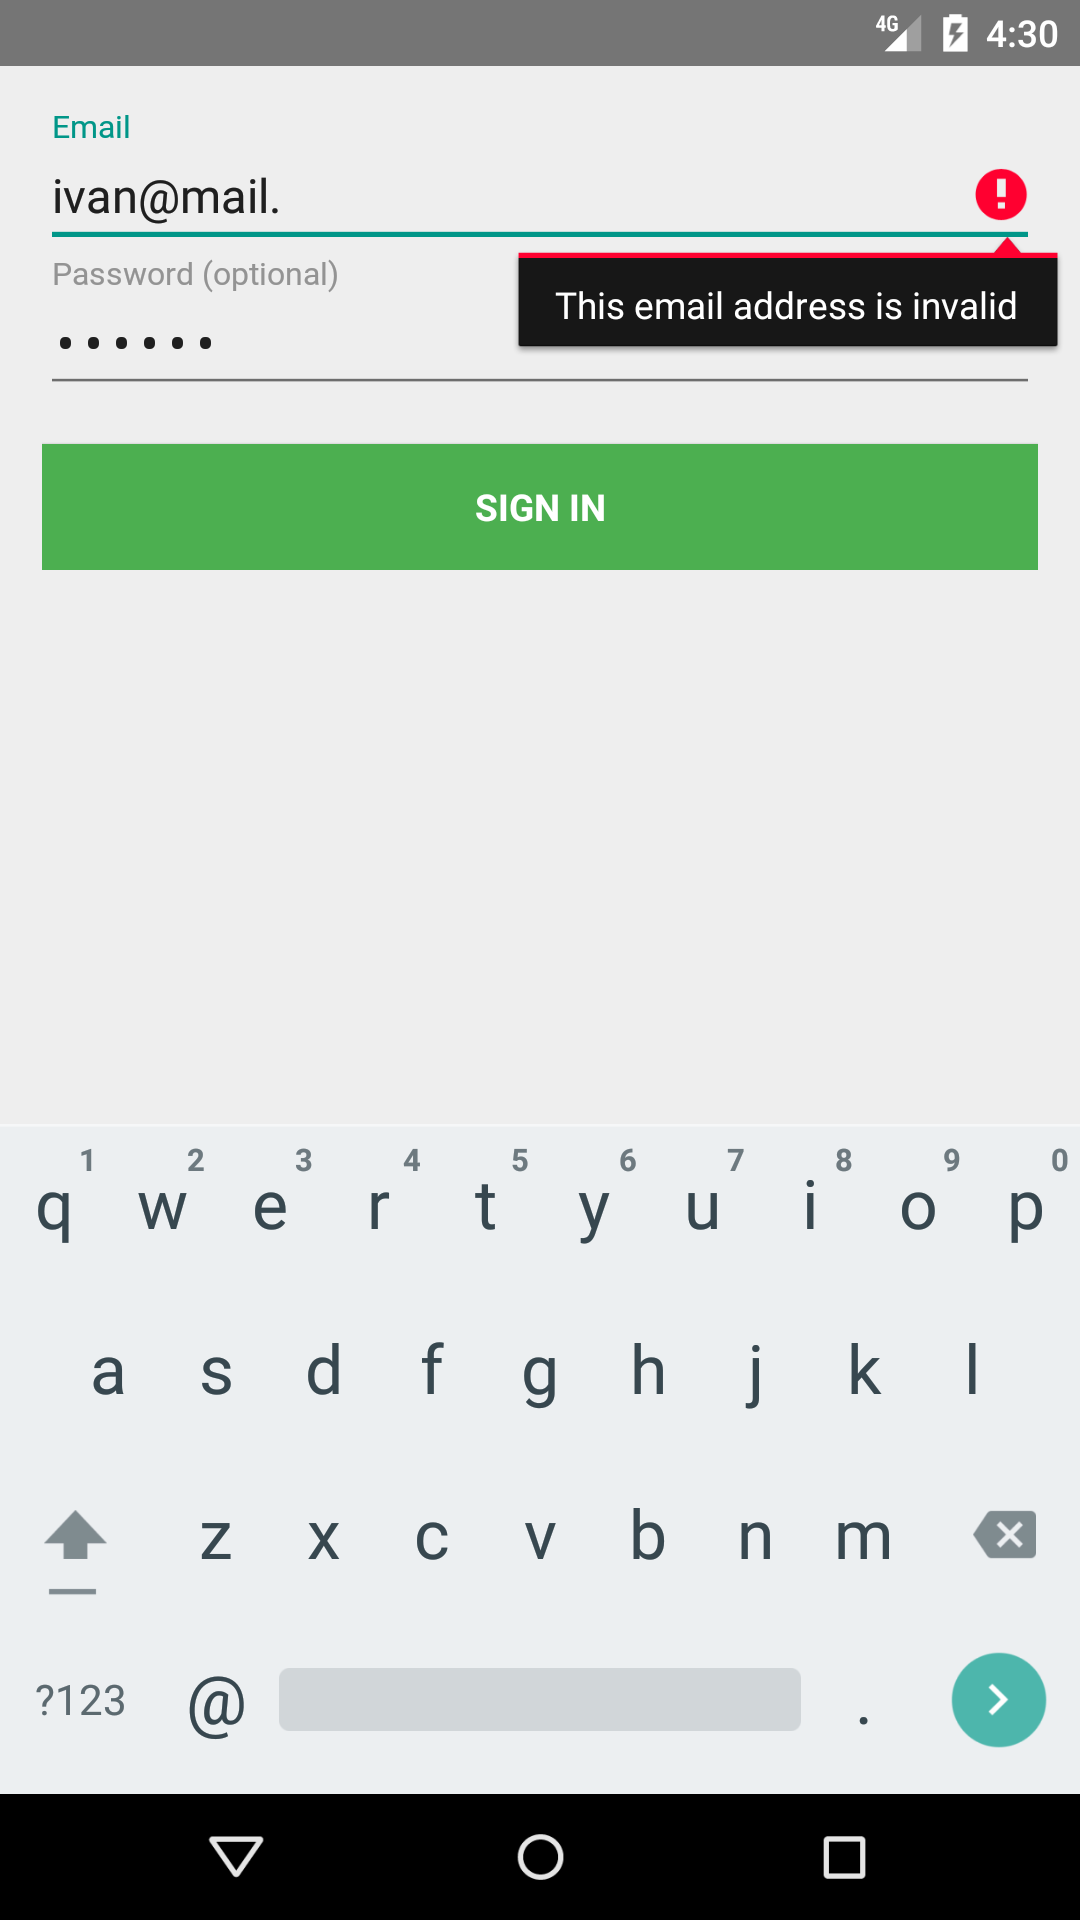 4G 4:30
Email
ivan@mail.
Password (optional)
This email address is invalid
SIGN IN
1 2 3 4 5 6 7 8 9 0
q w e r t y u i o p
a s d f g h j k l
z x c v b n m
?123 @ .